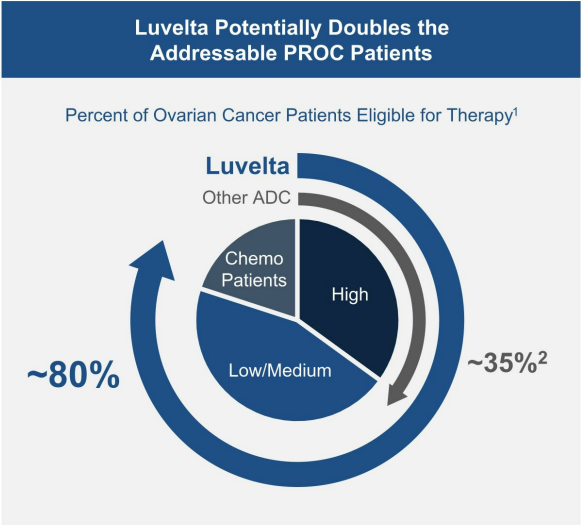 Luvelta Potentially Doubles the
Addressable PROC Patients
Percent of Ovarian Cancer Patients Eligible for Therapy¹
Luvelta
Other ADC
Chemo
Patients
High
Low/Medium
~80%
~35%²